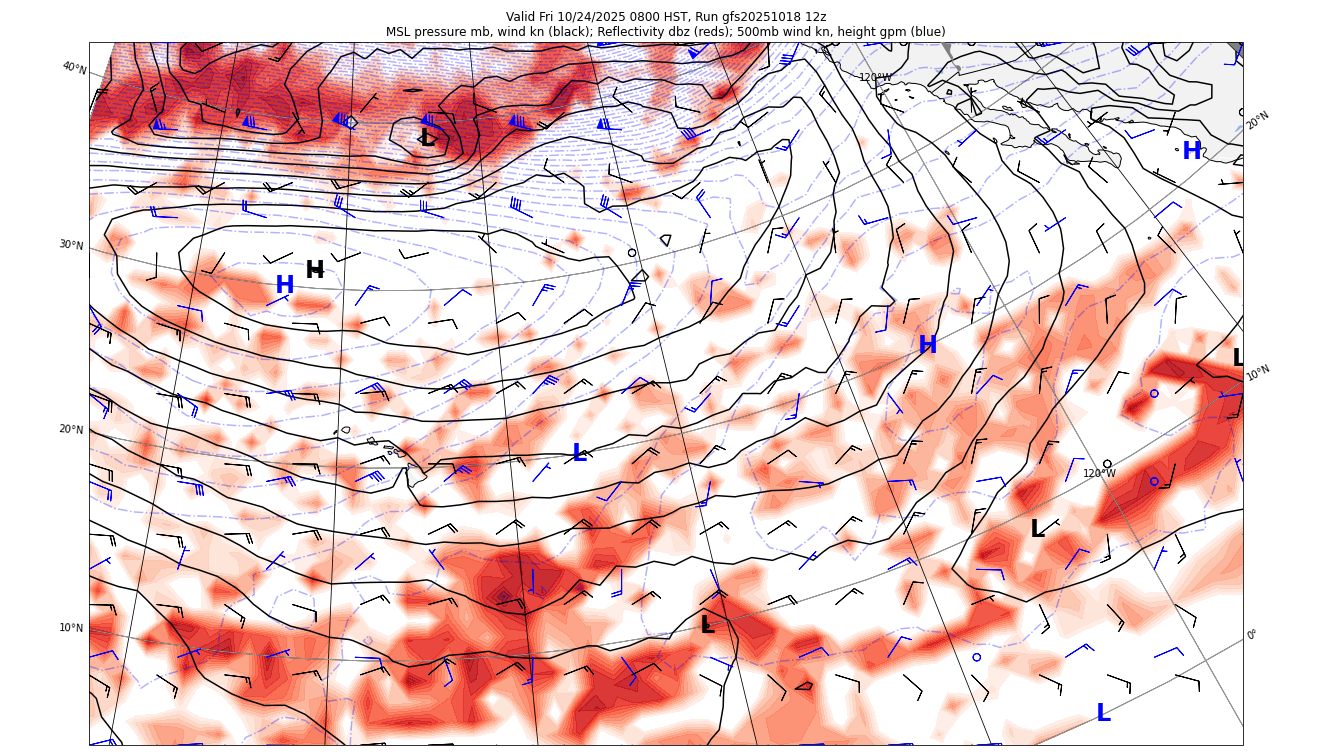 Valid Fri 10/24/2025 0800 HST, Run gfs20251018 12z
MSL pressure mb, wind kn (black); Reflectivity dbz (reds); 500mb wind kn, height gpm (blue)
40°N
120°W
20°N
L
H
30°N
H
H
H
L
10°N
20°N
L
120°W
L
10°N
L
0°
L